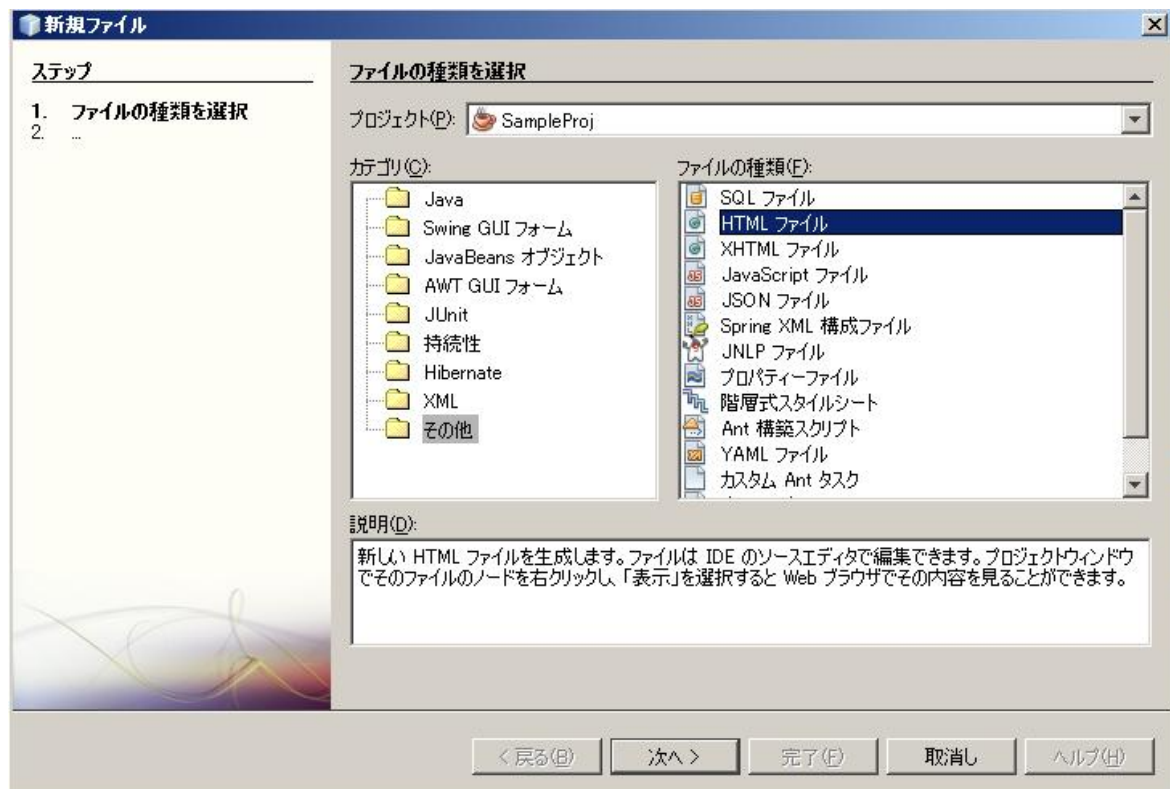 新規ファイル
ステップ
1. ファイルの種類を選択
2. ...
ファイルの種類を選択
プロジェクト(P): SampleProj
カテゴリ(C):
Java
Swing GUI フォーム
JavaBeans オブジェクト
AWT GUI フォーム
JUnit
持続性
Hibernate
XML
その他
ファイルの種類(F):
SQL ファイル
HTML ファイル
XHTML ファイル
JavaScript ファイル
JSON ファイル
Spring XML 構成ファイル
JNLP ファイル
プロパティーファイル
階層式スタイルシート
Ant 構築スクリプト
YAML ファイル
カスタム Ant タスク
説明(D):
新しい HTML ファイルを生成します。ファイルは IDE のソースエディタで編集できます。プロジェクトウィンドウ
でそのファイルのノードを右クリックし、「表示」を選択すると Web ブラウザでその内容を見ることができます。
< 戻る(B)
次へ >
完了(F)
取消し
ヘルプ(H)